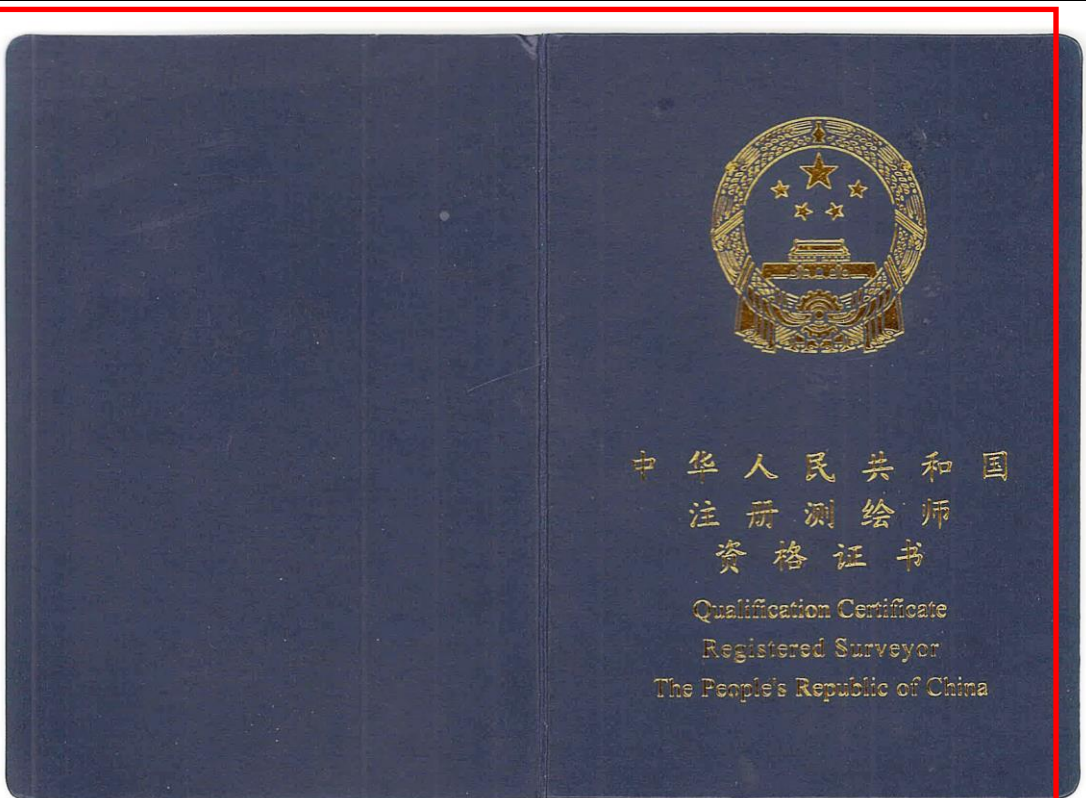 中华人民共和国
注册测绘师
资格证书
Qualification Certificate
Registered Surveyor
The People's Republic of China